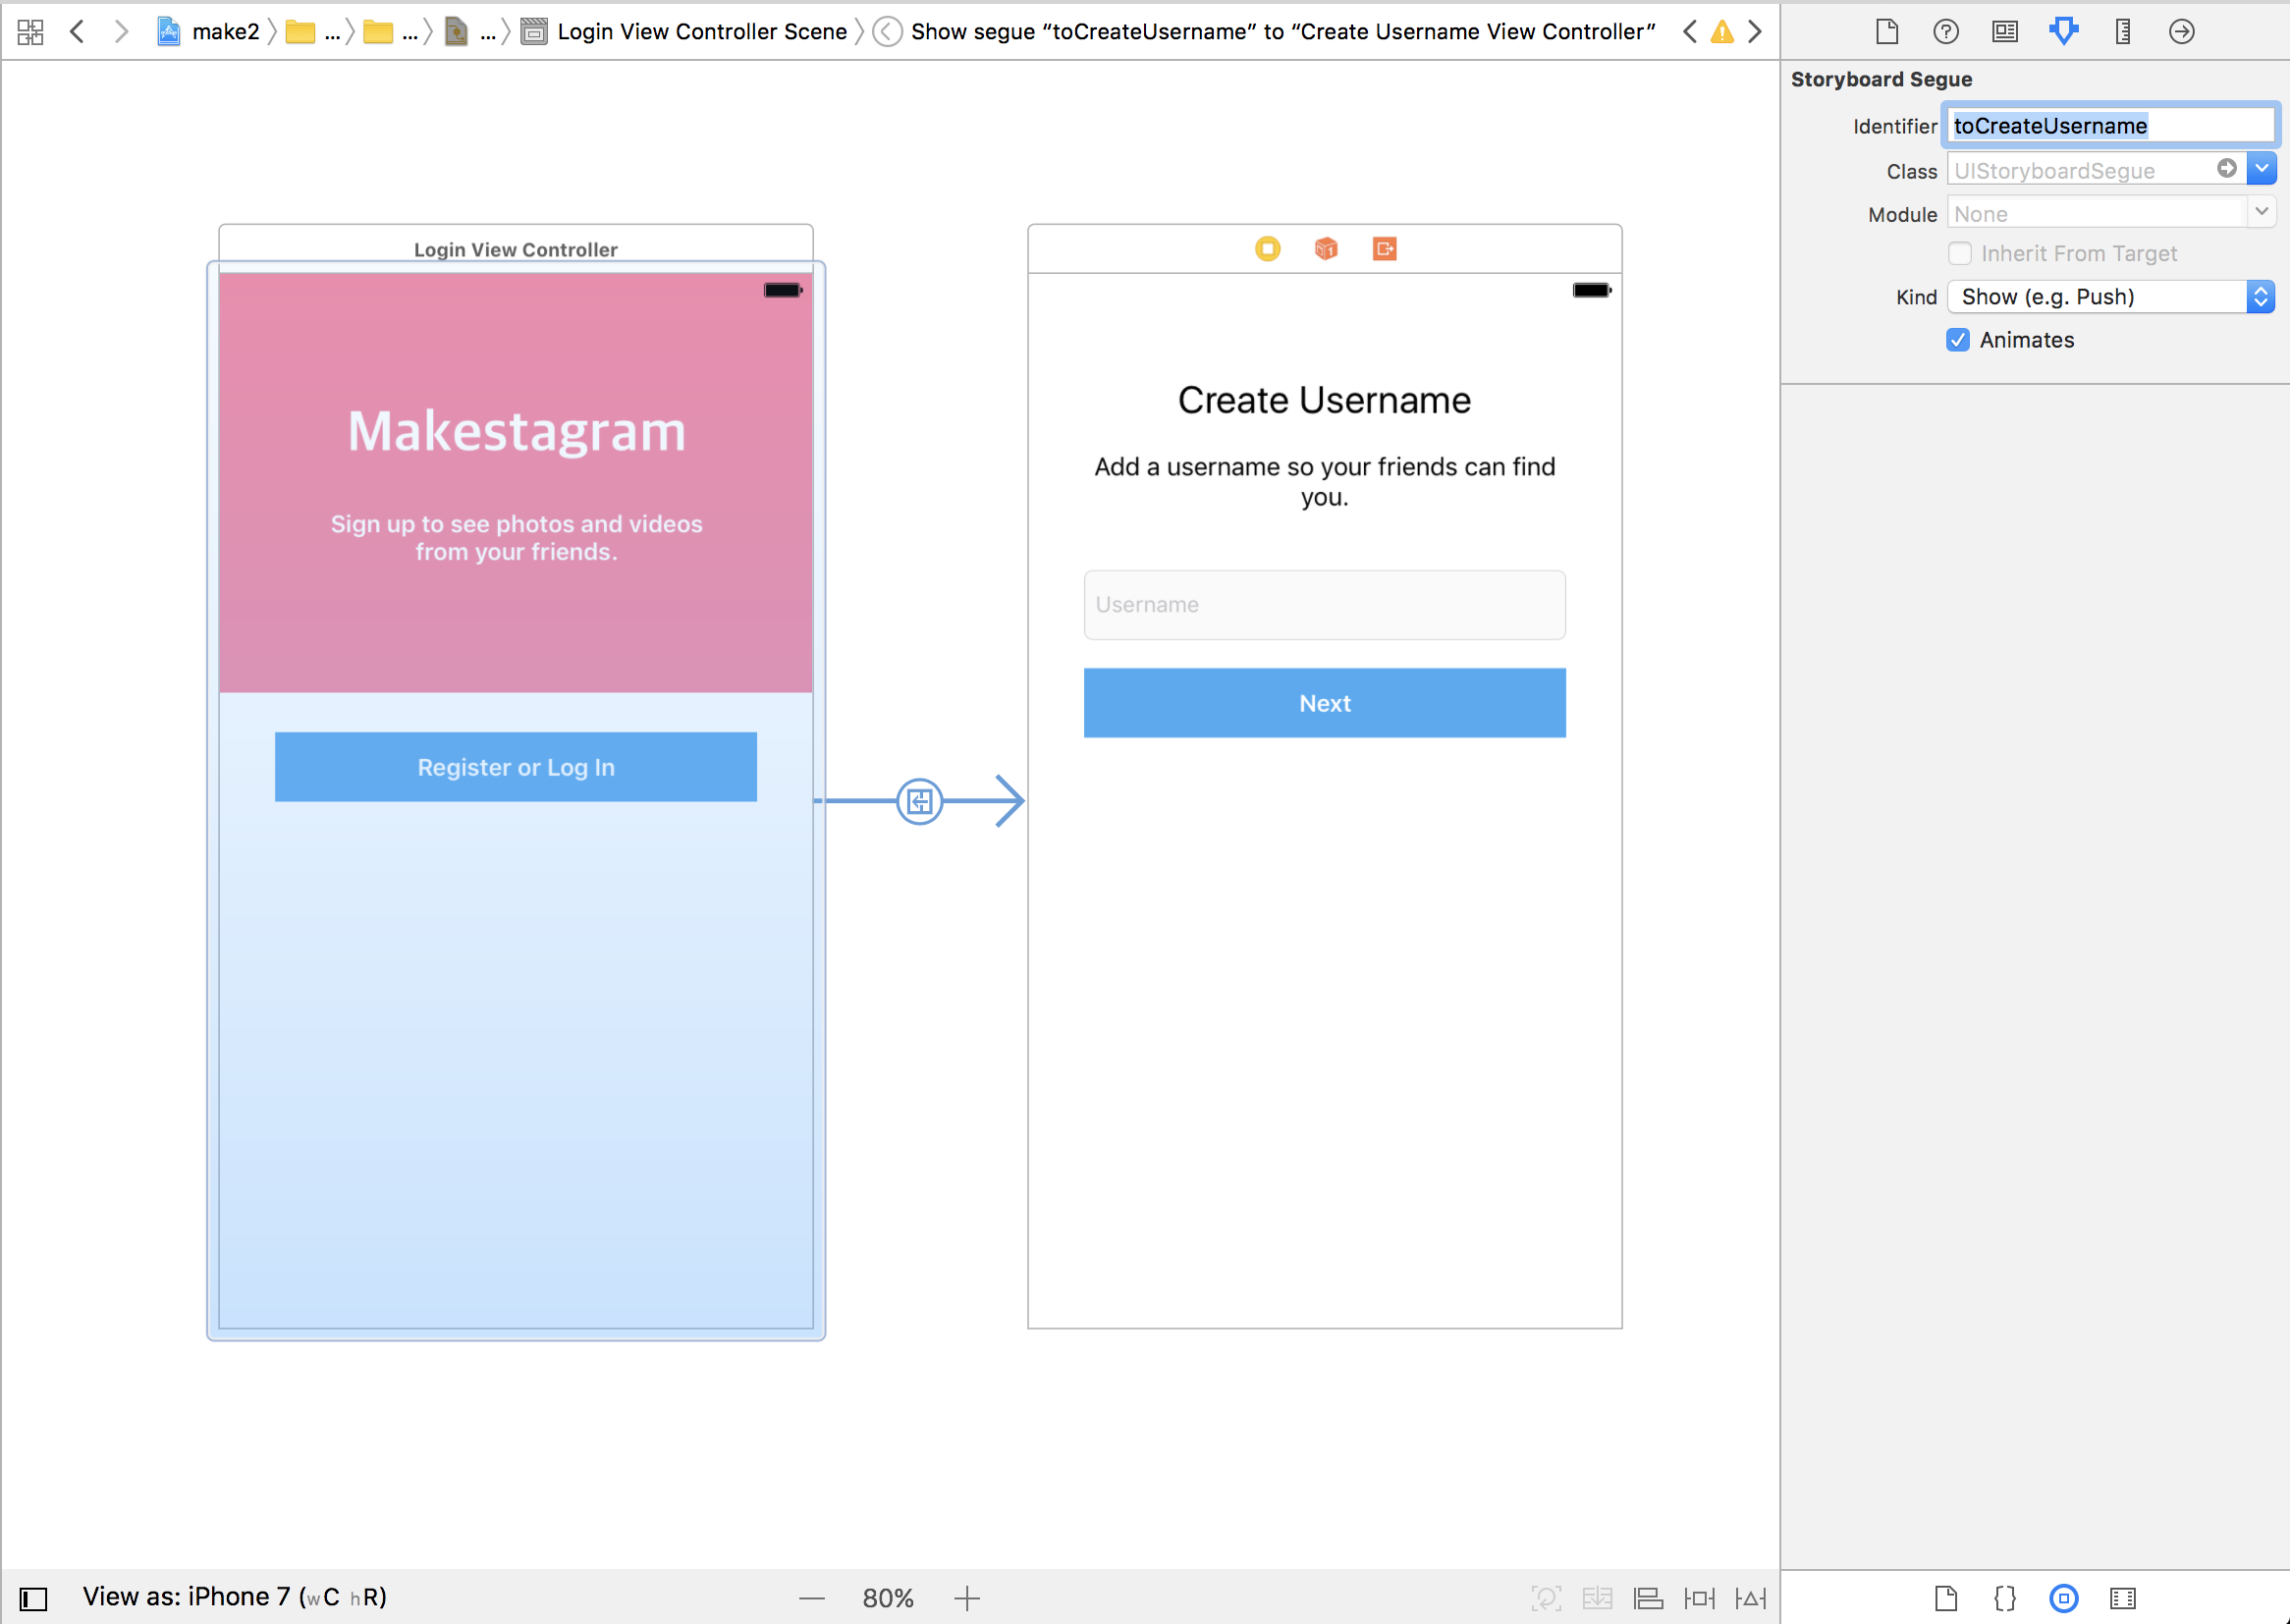 make2 ... ... ... Login View Controller Scene Show segue “toCreateUsername” to “Create Username View Controller”
Storyboard Segue
Identifier toCreateUsername
Class UIStoryboardSegue
Module None
Inherit From Target
Kind Show (e.g. Push)
Animates
Login View Controller
Makestagram
Sign up to see photos and videos
from your friends.
Register or Log In
Create Username
Add a username so your friends can find
you.
Username
Next
View as: iPhone 7 (wC hR)
80%